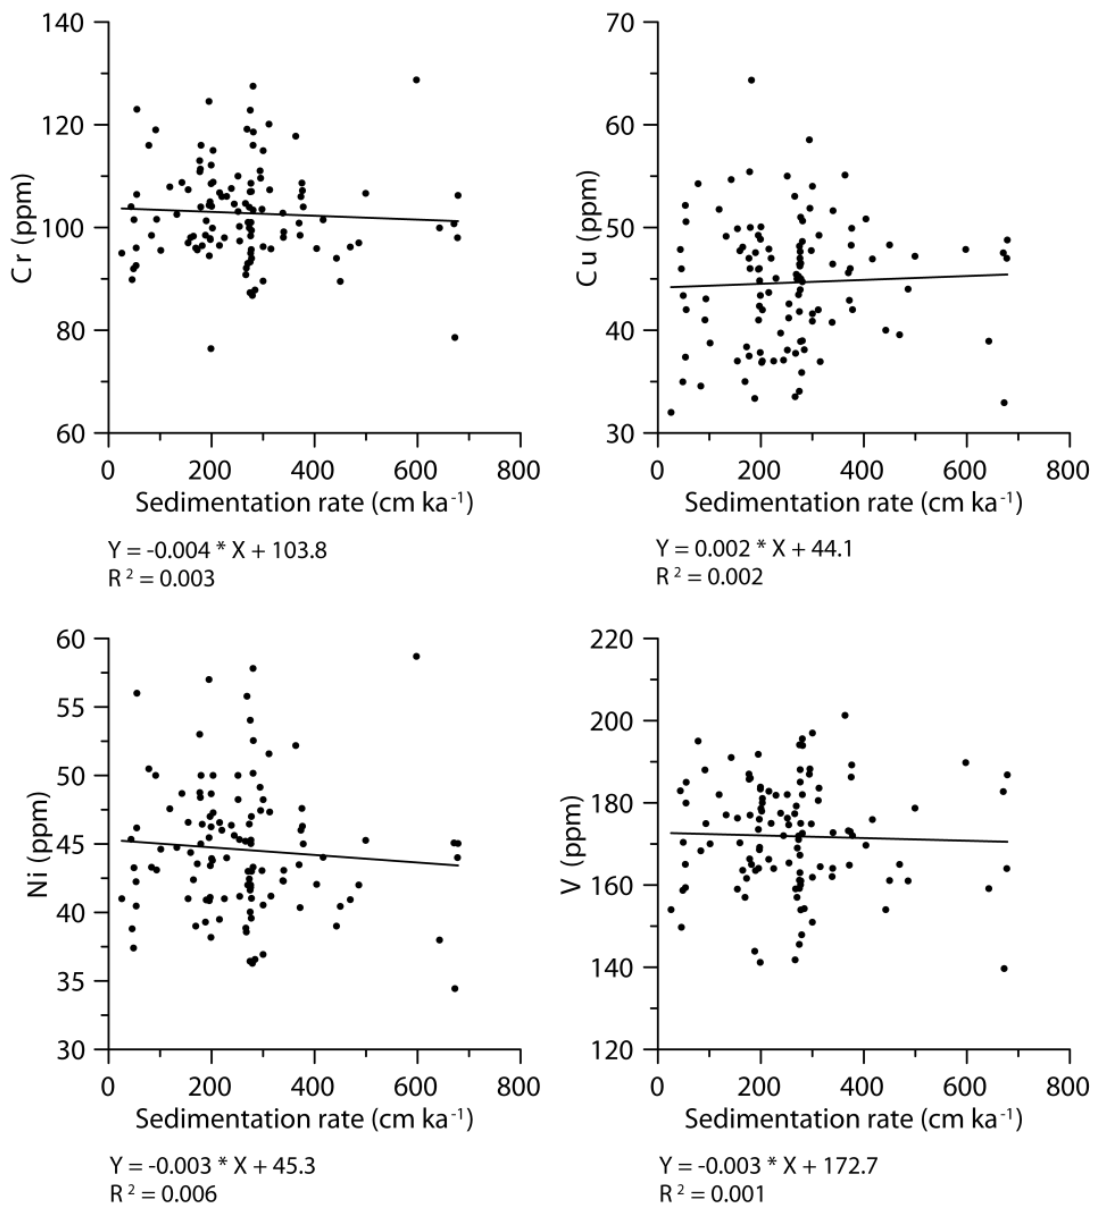 140
120
100
80
60
Cr (ppm)
0 200 400 600 800
Sedimentation rate (cm ka⁻¹)
Y = -0.004 * X + 103.8
R² = 0.003
70
60
50
40
30
Cu (ppm)
0 200 400 600 800
Sedimentation rate (cm ka⁻¹)
Y = 0.002 * X + 44.1
R² = 0.002
60
55
50
45
40
35
30
Ni (ppm)
0 200 400 600 800
Sedimentation rate (cm ka⁻¹)
Y = -0.003 * X + 45.3
R² = 0.006
220
200
180
160
140
120
V (ppm)
0 200 400 600 800
Sedimentation rate (cm ka⁻¹)
Y = -0.003 * X + 172.7
R² = 0.001